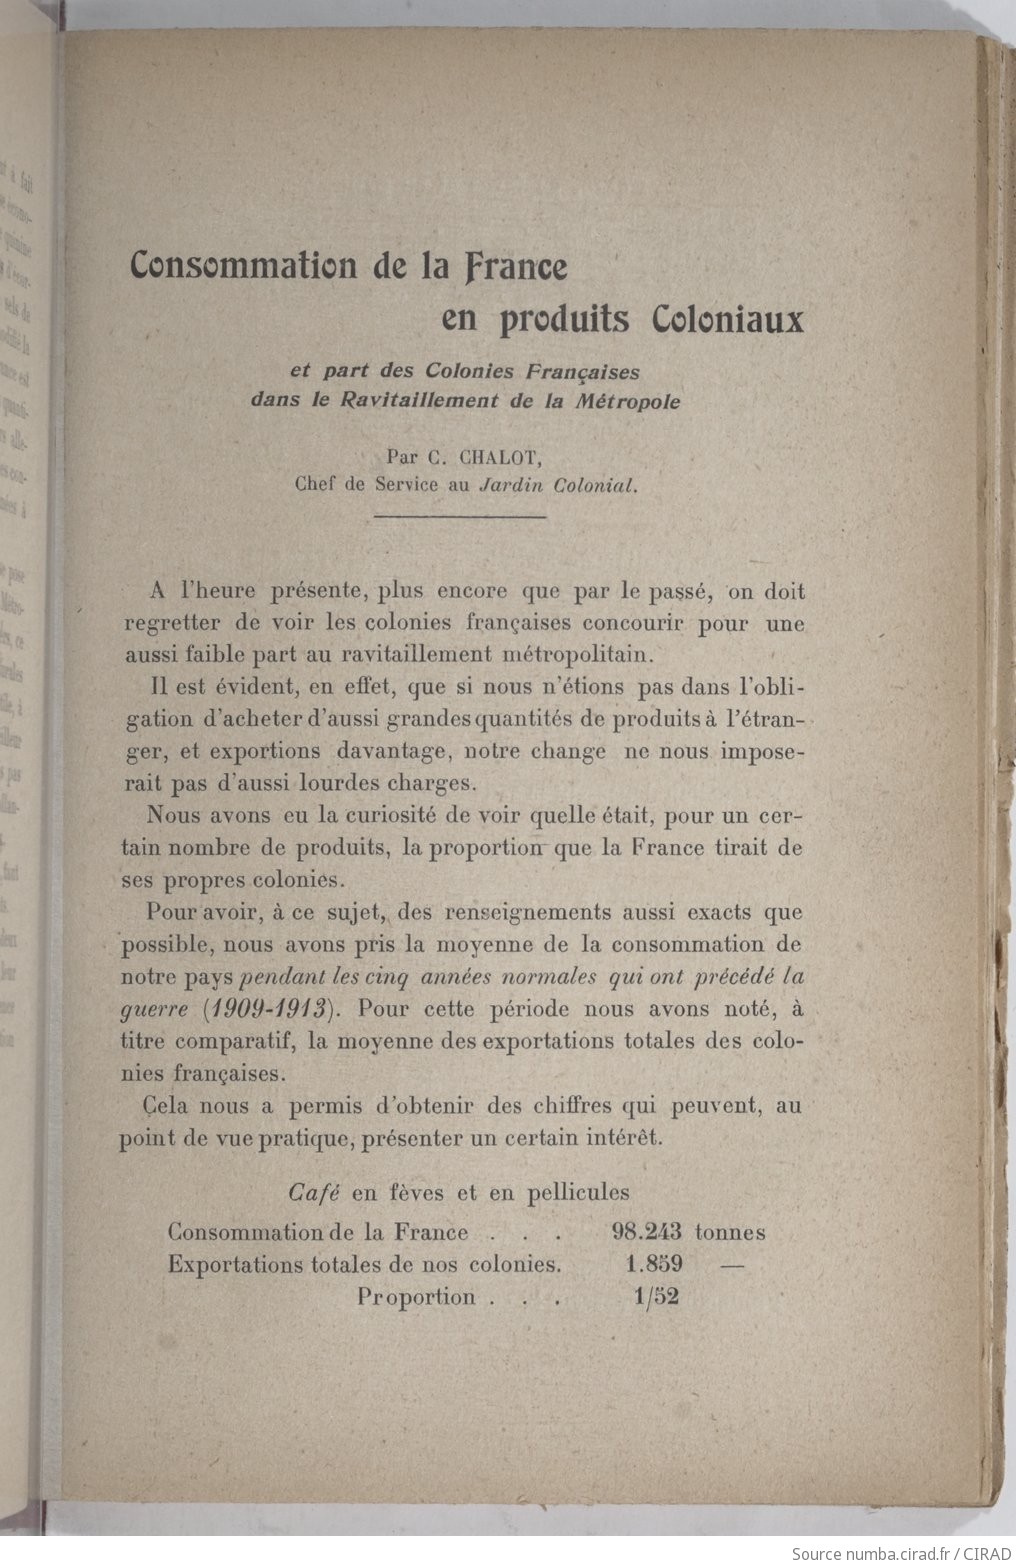 Consommation de la France
en produits Coloniaux
et part des Colonies Françaises
dans le Ravitaillement de la Métropole
Par C. CHALOT,
Chef de Service au Jardin Colonial.
A l'heure présente, plus encore que par le passé, on doit
regretter de voir les colonies françaises concourir pour une
aussi faible part au ravitaillement métropolitain.
Il est évident, en effet, que si nous n'étions pas dans l'obli-
gation d'acheter d'aussi grandes quantités de produits à l'étran-
ger, et exportions davantage, notre change ne nous impose-
rait pas d'aussi lourdes charges.
Nous avons eu la curiosité de voir quelle était, pour un cer-
tain nombre de produits, la proportion que la France tirait de
ses propres colonies.
Pour avoir, à ce sujet, des renseignements aussi exacts que
possible, nous avons pris la moyenne de la consommation de
notre pays pendant les cinq années normales qui ont précédé la
guerre (1909-1913). Pour cette période nous avons noté, à
titre comparatif, la moyenne des exportations totales des colo-
nies françaises.
Cela nous a permis d'obtenir des chiffres qui peuvent, au
point de vue pratique, présenter un certain intérêt.
Café en fèves et en pellicules
Consommation de la France . . . 98.243 tonnes
Exportations totales de nos colonies. 1.859 —
Proportion . . . 1/52
Source numba.cirad.fr / CIRAD